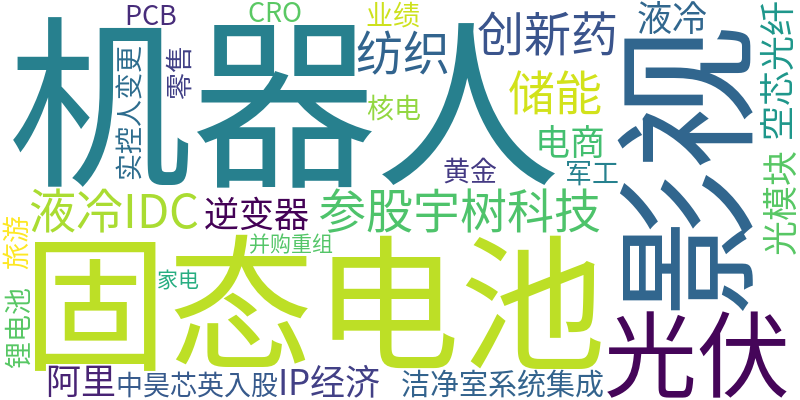 PCB
CRO
业绩
液冷
机器人
纺织
创新药
影视
空芯光纤
零售
实控人变更
核电
储能
电商
黄金
军工
光模块
液冷IDC
逆变器
参股宇树科技
旅游
并购重组
固态电池
家电
锂电池
光伏
阿里
中昊芯英入股
IP经济
洁净室系统集成